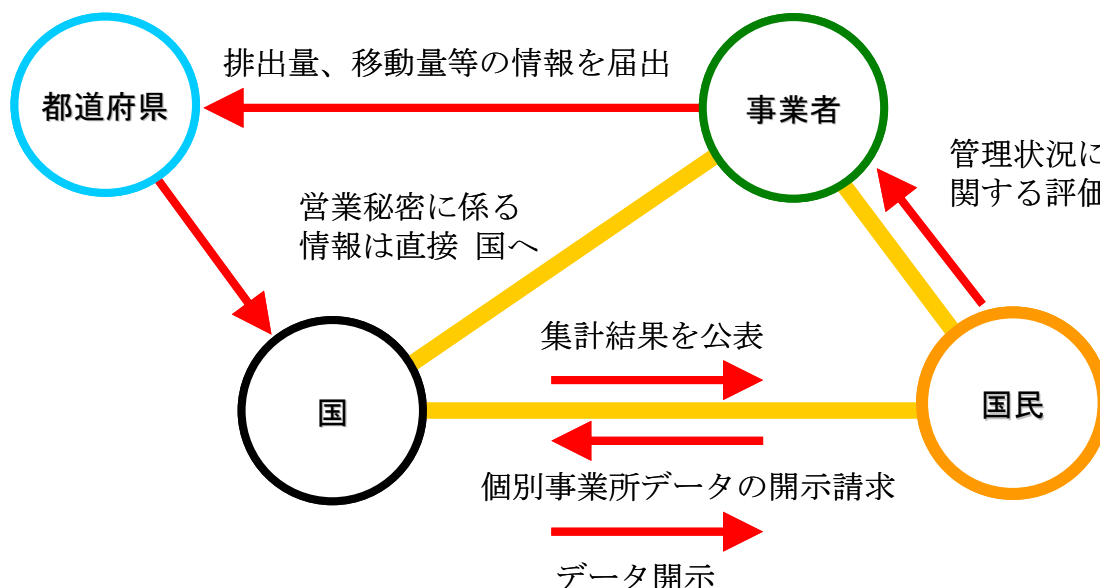 排出量、移動量等の情報を届出
都道府県
事業者
管理状況に
関する評価
営業秘密に係る
情報は直接 国へ
集計結果を公表
国
国民
個別事業所データの開示請求
データ開示